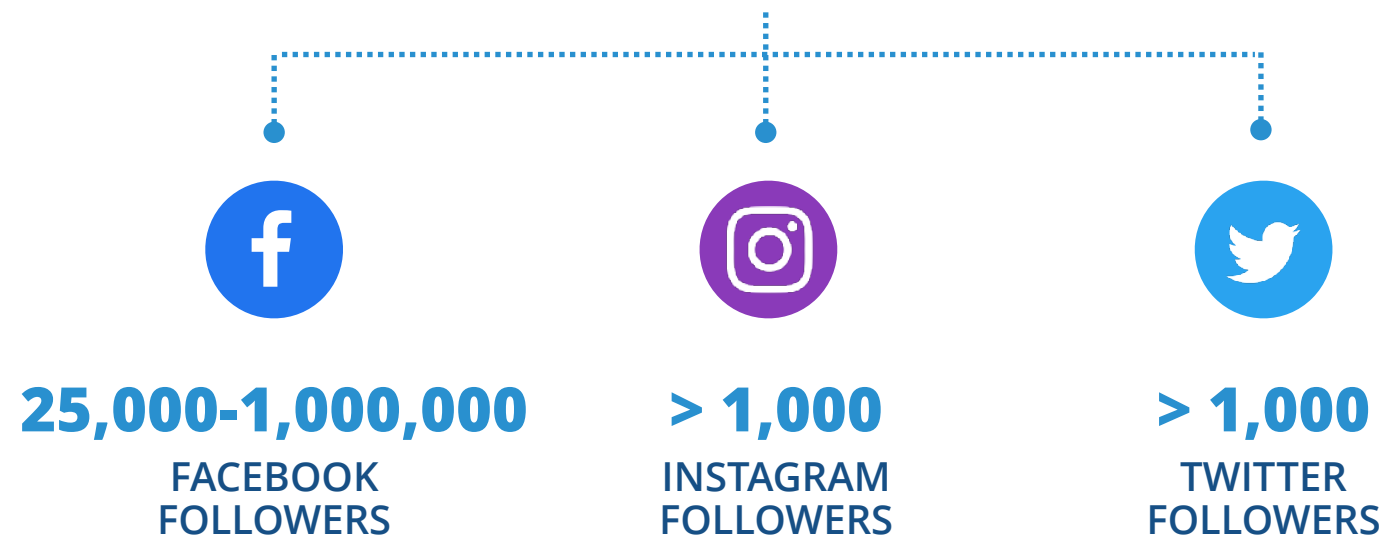 25,000-1,000,000
FACEBOOK
FOLLOWERS
> 1,000
INSTAGRAM
FOLLOWERS
> 1,000
TWITTER
FOLLOWERS